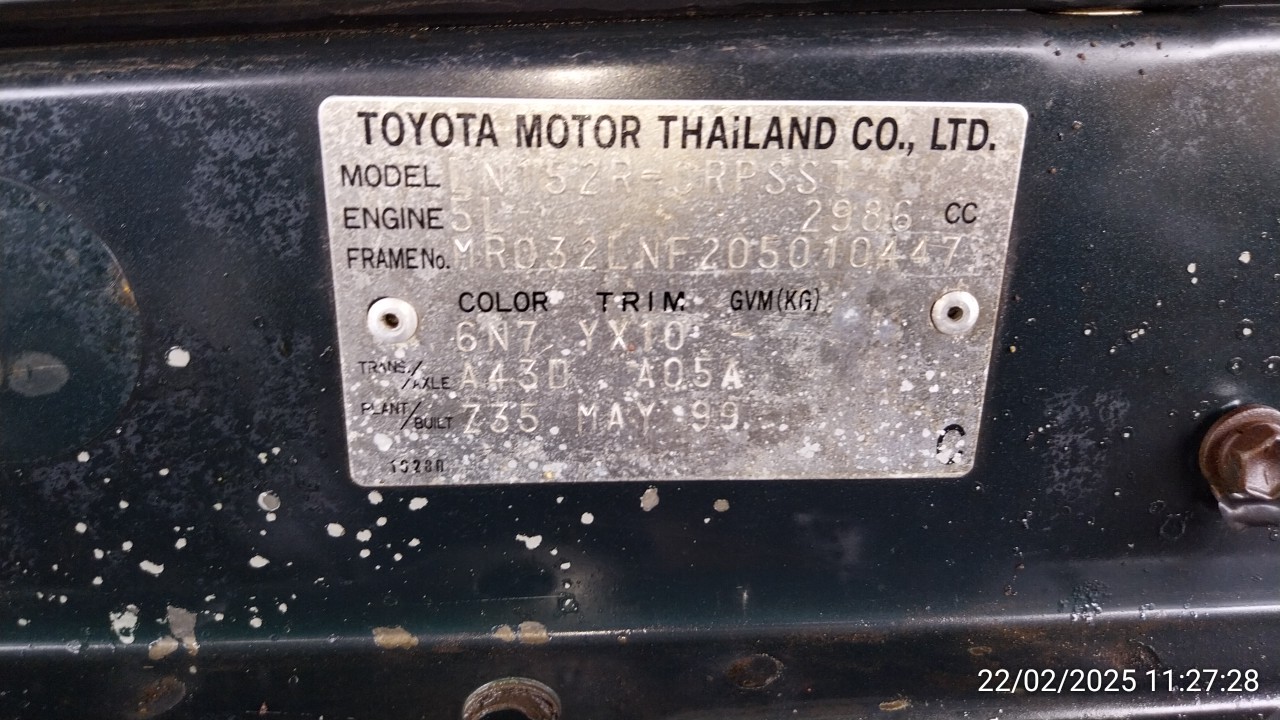 TOYOTA MOTOR THAiLAND CO., LTD.
MODEL LN152R-CRPSST
ENGINE 5L 2986 CC
FRAME No. MR032LNF205010447
COLOR TRIM GVM(KG)
6N7 YX10 -
TRANS./AXLE A43D A05A
PLANT/BUILT Z35 MAY 99
C
22/02/2025 11:27:28